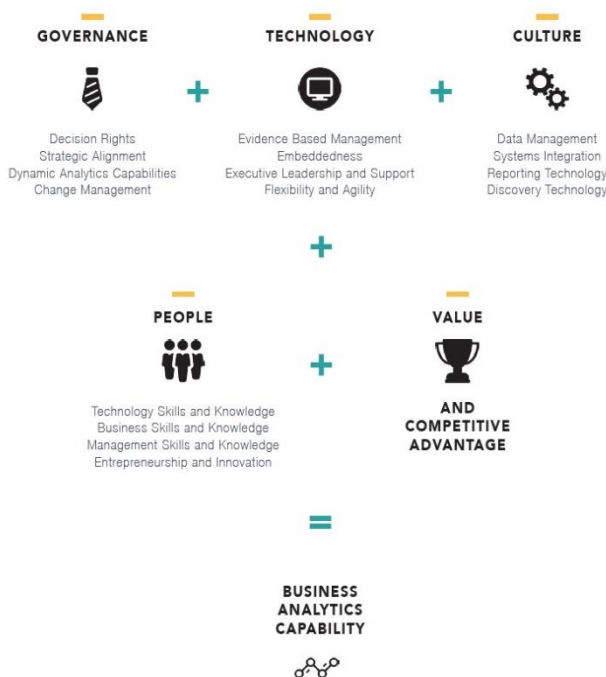 GOVERNANCE
Decision Rights
Strategic Alignment
Dynamic Analytics Capabilities
Change Management
+
TECHNOLOGY
Evidence Based Management
Embeddedness
Executive Leadership and Support
Flexibility and Agility
+
CULTURE
Data Management
Systems Integration
Reporting Technology
Discovery Technology
+
PEOPLE
Technology Skills and Knowledge
Business Skills and Knowledge
Management Skills and Knowledge
Entrepreneurship and Innovation
+
VALUE
AND
COMPETITIVE
ADVANTAGE
=
BUSINESS
ANALYTICS
CAPABILITY